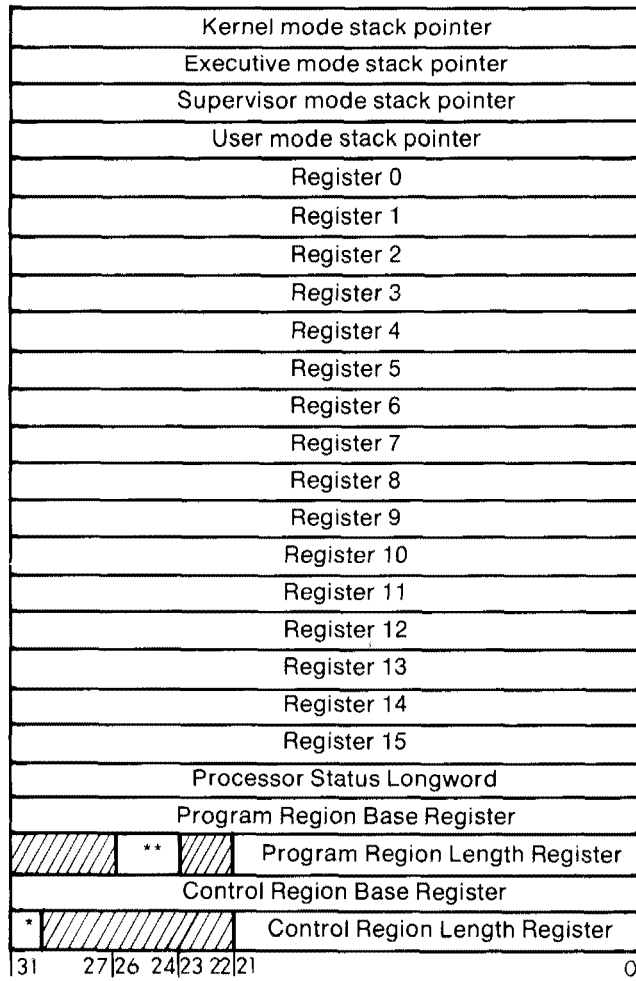 Kernel mode stack pointer
Executive mode stack pointer
Supervisor mode stack pointer
User mode stack pointer
Register 0
Register 1
Register 2
Register 3
Register 4
Register 5
Register 6
Register 7
Register 8
Register 9
Register 10
Register 11
Register 12
Register 13
Register 14
Register 15
Processor Status Longword
Program Region Base Register
** Program Region Length Register
Control Region Base Register
* Control Region Length Register
31 27 26 24 23 22 21 0